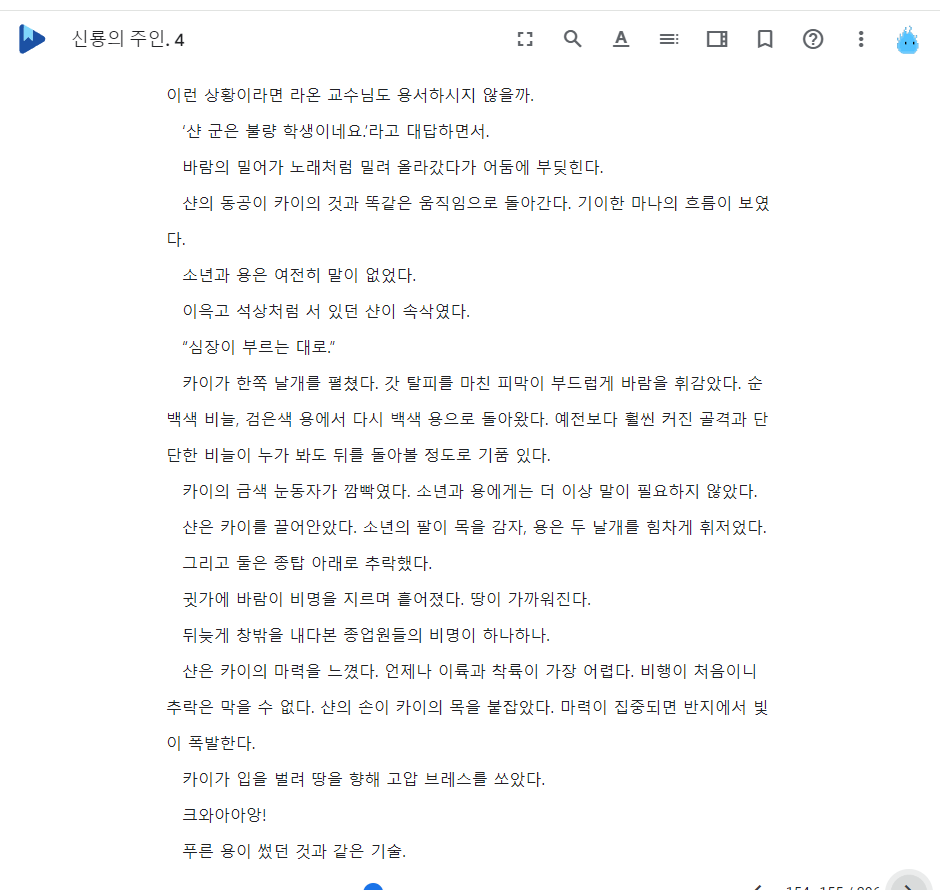 신룡의 주인. 4
이런 상황이라면 라온 교수님도 용서하시지 않을까.
‘샨 군은 불량 학생이네요.’라고 대답하면서.
바람의 밀어가 노래처럼 밀려 올라갔다가 어둠에 부딪힌다.
샨의 동공이 카이의 것과 똑같은 움직임으로 돌아간다. 기이한 마나의 흐름이 보였
다.
소년과 용은 여전히 말이 없었다.
이윽고 석상처럼 서 있던 샨이 속삭였다.
“심장이 부르는 대로.”
카이가 한쪽 날개를 펼쳤다. 갓 탈피를 마친 피막이 부드럽게 바람을 휘감았다. 순
백색 비늘, 검은색 용에서 다시 백색 용으로 돌아왔다. 예전보다 훨씬 커진 골격과 단
단한 비늘이 누가 봐도 뒤를 돌아볼 정도로 기품 있다.
카이의 금색 눈동자가 깜빡였다. 소년과 용에게는 더 이상 말이 필요하지 않았다.
샨은 카이를 끌어안았다. 소년의 팔이 목을 감자, 용은 두 날개를 힘차게 휘저었다.
그리고 둘은 종탑 아래로 추락했다.
귓가에 바람이 비명을 지르며 흩어졌다. 땅이 가까워진다.
뒤늦게 창밖을 내다본 종업원들의 비명이 하나하나.
샨은 카이의 마력을 느꼈다. 언제나 이륙과 착륙이 가장 어렵다. 비행이 처음이니
추락은 막을 수 없다. 샨의 손이 카이의 목을 붙잡았다. 마력이 집중되면 반지에서 빛
이 폭발한다.
카이가 입을 벌려 땅을 향해 고압 브레스를 쏘았다.
크와아아앙!
푸른 용이 썼던 것과 같은 기술.